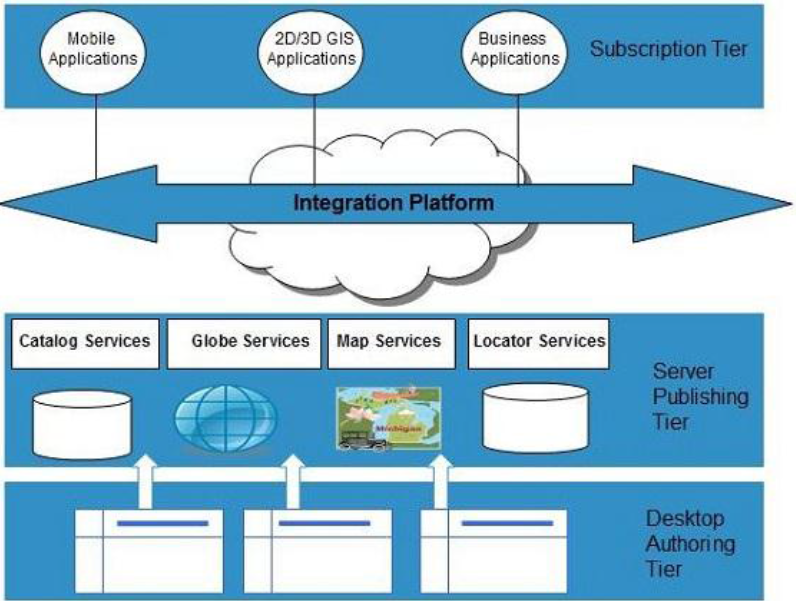 Mobile
Applications
2D/3D GIS
Applications
Business
Applications
Subscription Tier
Integration Platform
Catalog Services
Globe Services
Map Services
Locator Services
Server
Publishing
Tier
Michigan
Desktop
Authoring
Tier